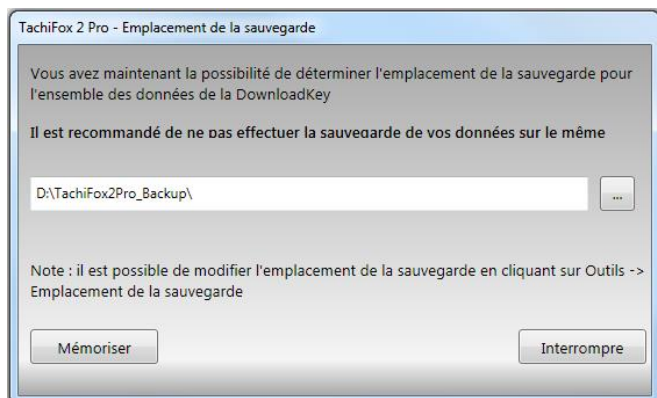 TachiFox 2 Pro - Emplacement de la sauvegarde
Vous avez maintenant la possibilité de déterminer l'emplacement de la sauvegarde pour
l'ensemble des données de la DownloadKey
Il est recommandé de ne pas effectuer la sauvegarde de vos données sur le même
D:\TachiFox2Pro_Backup\
...
Note : il est possible de modifier l'emplacement de la sauvegarde en cliquant sur Outils ->
Emplacement de la sauvegarde
Mémoriser
Interrompre